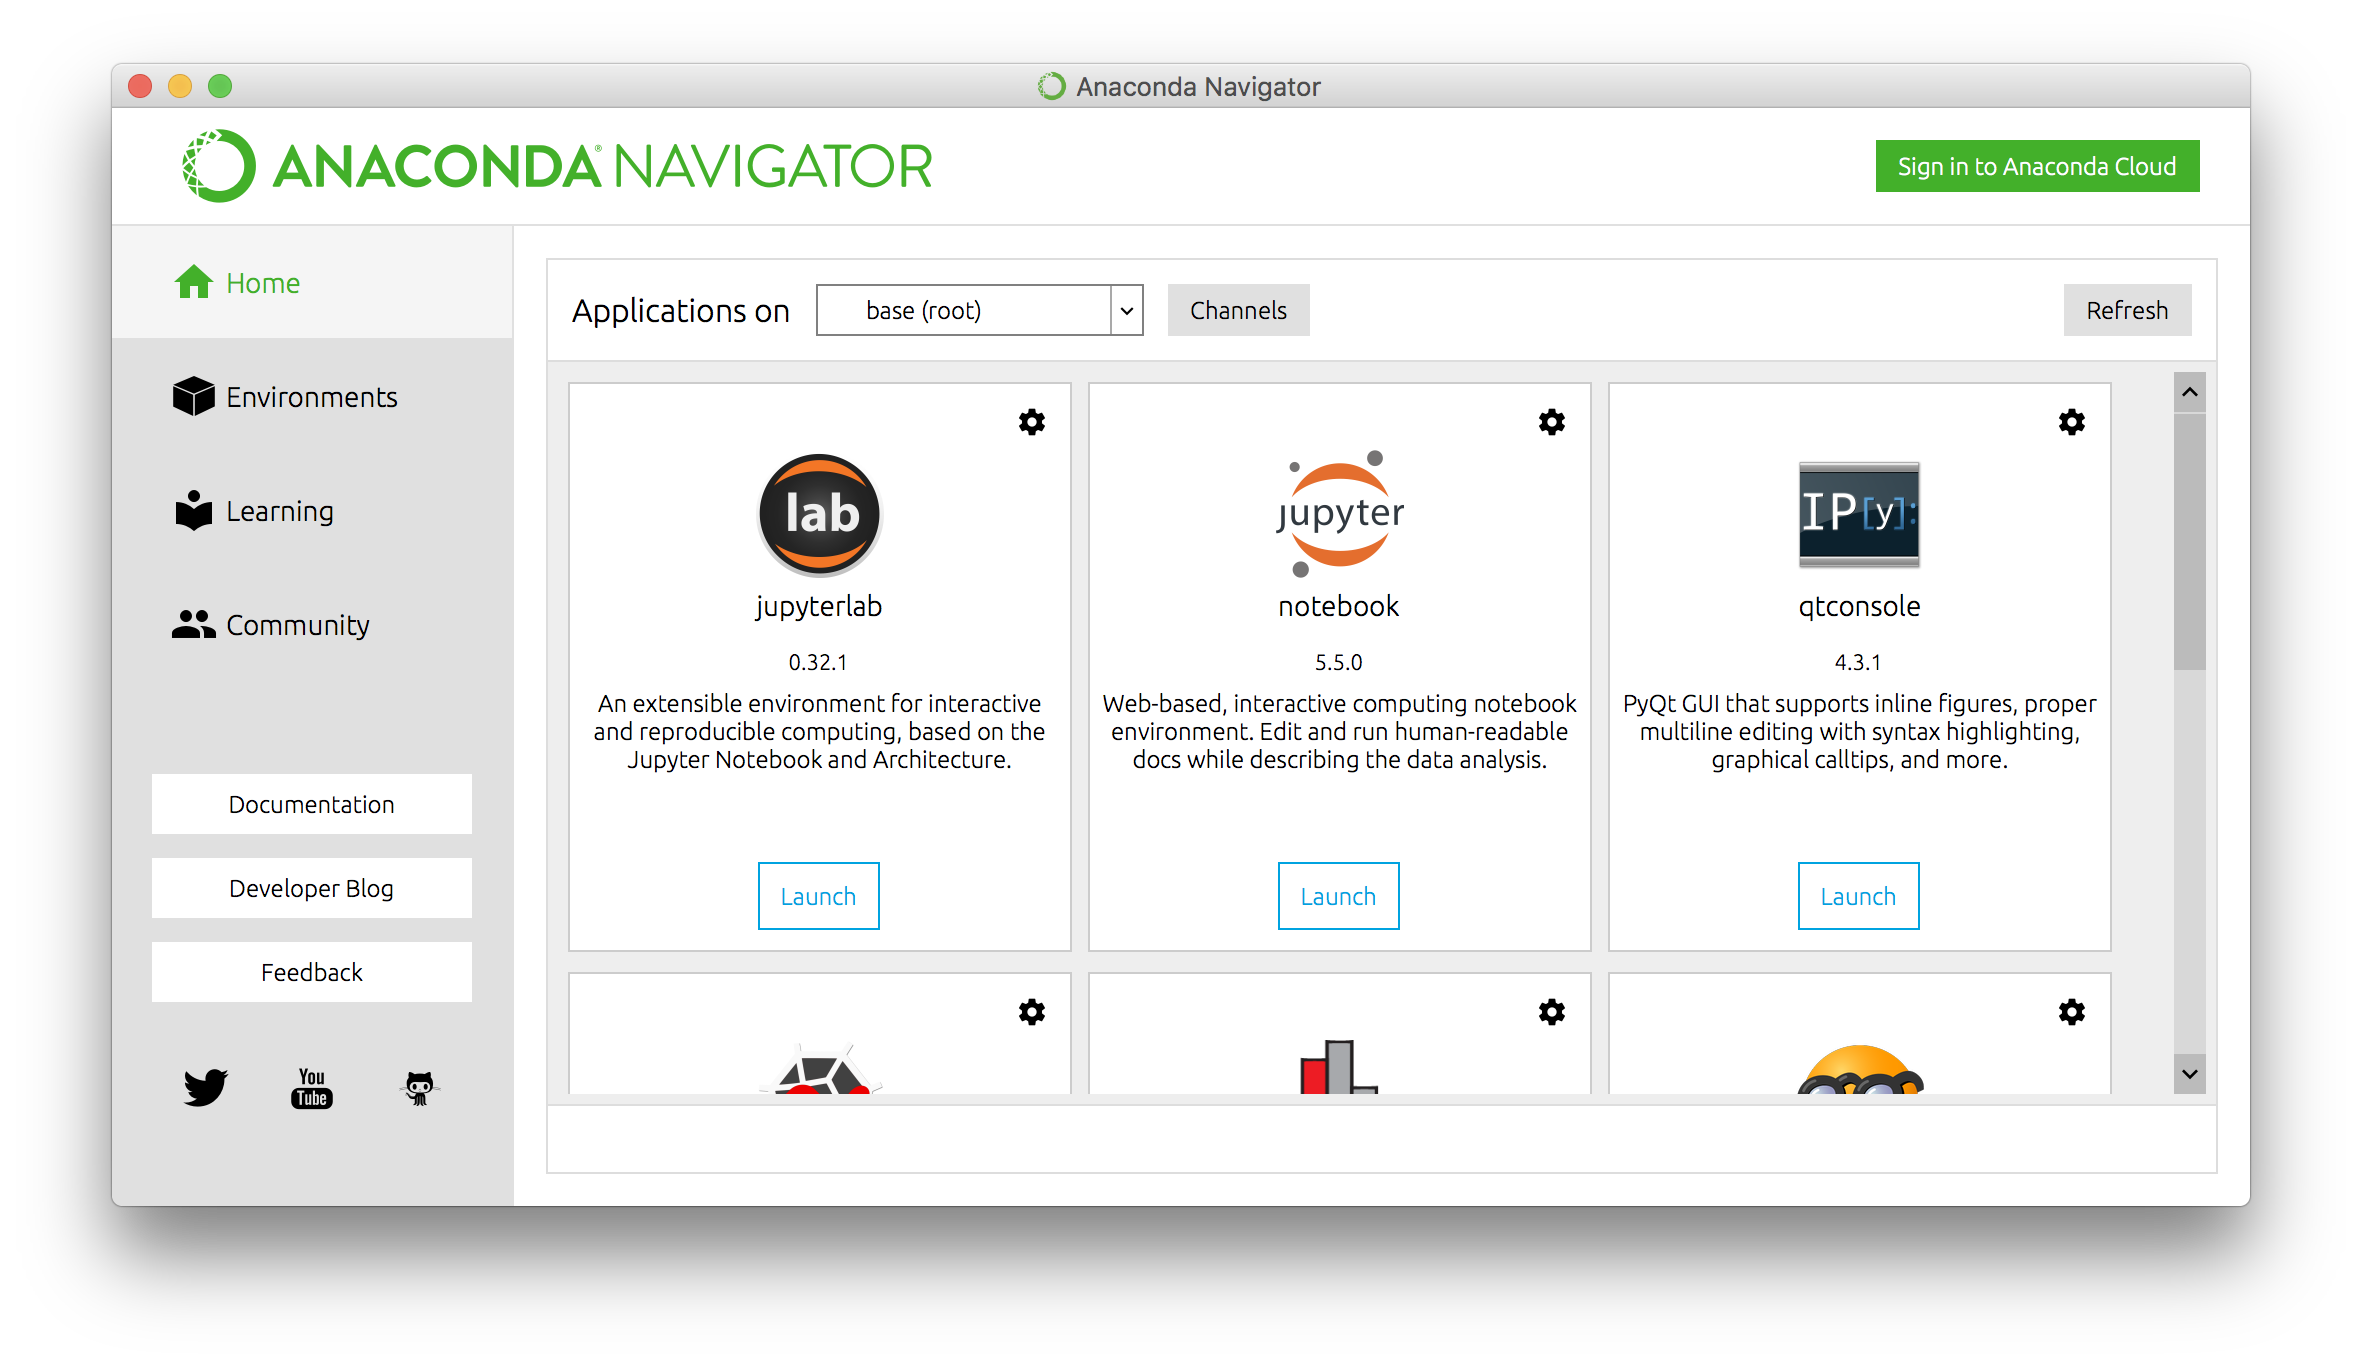 Anaconda Navigator
ANACONDA® NAVIGATOR
Sign in to Anaconda Cloud
Home
Environments
Learning
Community
Documentation
Developer Blog
Feedback
You
Tube
Applications on
base (root)
Channels
Refresh
lab
jupyterlab
0.32.1
An extensible environment for interactive
and reproducible computing, based on the
Jupyter Notebook and Architecture.
Launch
jupyter
notebook
5.5.0
Web-based, interactive computing notebook
environment. Edit and run human-readable
docs while describing the data analysis.
Launch
IP[y]:
qtconsole
4.3.1
PyQt GUI that supports inline figures, proper
multiline editing with syntax highlighting,
graphical calltips, and more.
Launch